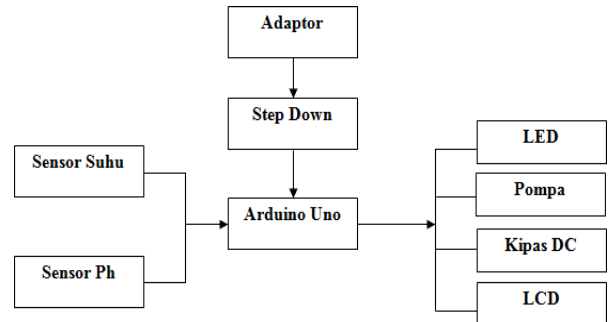 Adaptor
Step Down
Sensor Suhu
Arduino Uno
Sensor Ph
LED
Pompa
Kipas DC
LCD